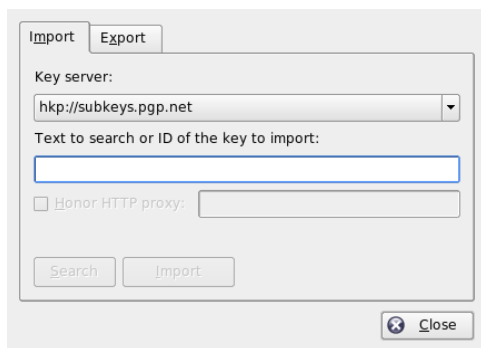 Import Export
Key server:
hkp://subkeys.pgp.net
Text to search or ID of the key to import:
Honor HTTP proxy:
Search Import
Close